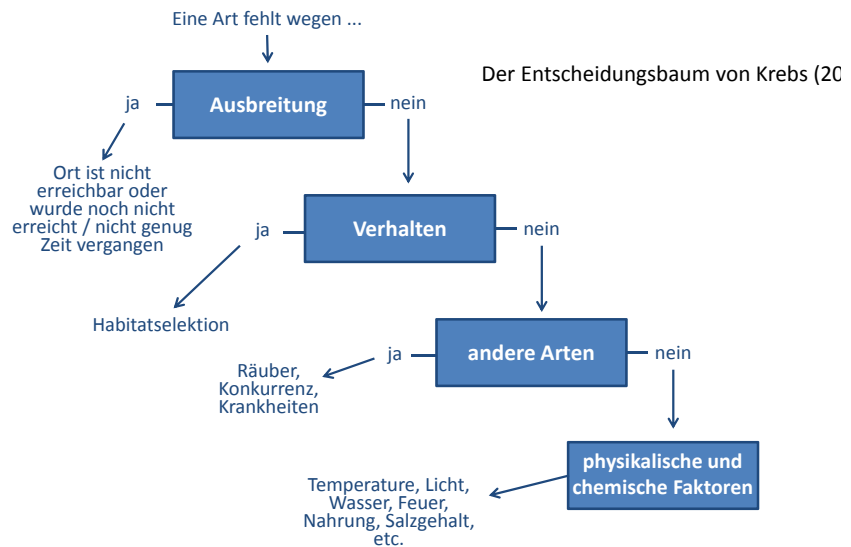 Eine Art fehlt wegen ...
Der Entscheidungsbaum von Krebs (20
ja
Ausbreitung
nein
Ort ist nicht
erreichbar oder
wurde noch nicht
erreicht / nicht genug
Zeit vergangen
ja
Verhalten
nein
Habitatselektion
ja
andere Arten
nein
Räuber,
Konkurrenz,
Krankheiten
physikalische und
chemische Faktoren
Temperature, Licht,
Wasser, Feuer,
Nahrung, Salzgehalt,
etc.